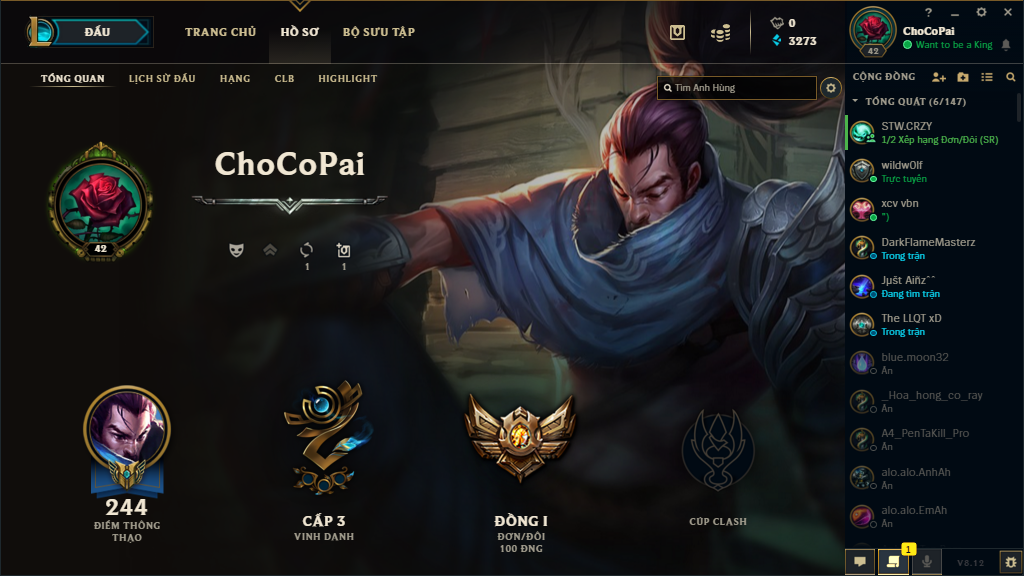 ĐẤU
TRANG CHỦ
HỒ SƠ
BỘ SƯU TẬP
0
3273
42
ChoCoPai
Want to be a King
TỔNG QUAN
LỊCH SỬ ĐẤU
HẠNG
CLB
HIGHLIGHT
Tìm Anh Hùng
ChoCoPai
42
1
1
244
ĐIỂM THÔNG
THẠO
CẤP 3
VINH DANH
ĐỒNG I
ĐƠN/ĐÔI
100 ĐNG
CÚP CLASH
CỘNG ĐỒNG
TỔNG QUÁT (6/147)
STW.CRZY
1/2 Xếp hạng Đơn/Đôi (SR)
wildw0lf
Trực tuyến
xcv vbn
")
DarkFlameMasterz
Trong trận
Jušt Aiñz^^
Đang tìm trận
The LLQT xD
Trong trận
blue.moon32
Ẩn
_Hoa_hong_co_ray
Ẩn
A4_PenTaKill_Pro
Ẩn
alo.alo.AnhAh
Ẩn
alo.alo.EmAh
Ẩn
1
V8.12